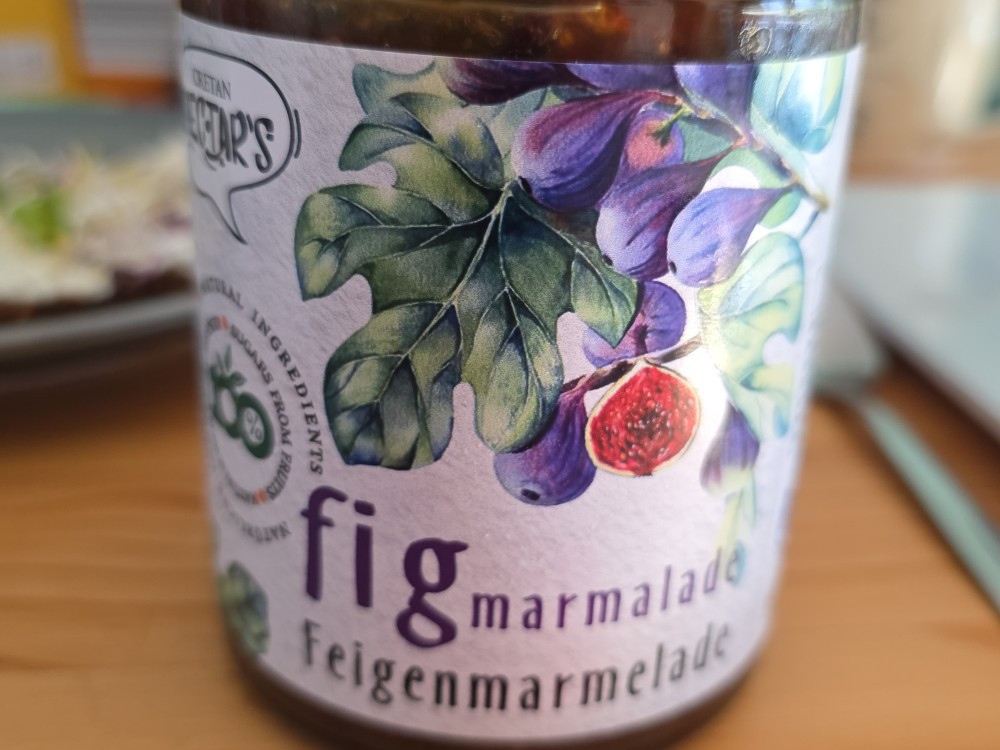 CRETAN
NATURAL INGREDIENTS
SUGARS FROM FRUITS
%
fig marmalade
Feigenmarmelade